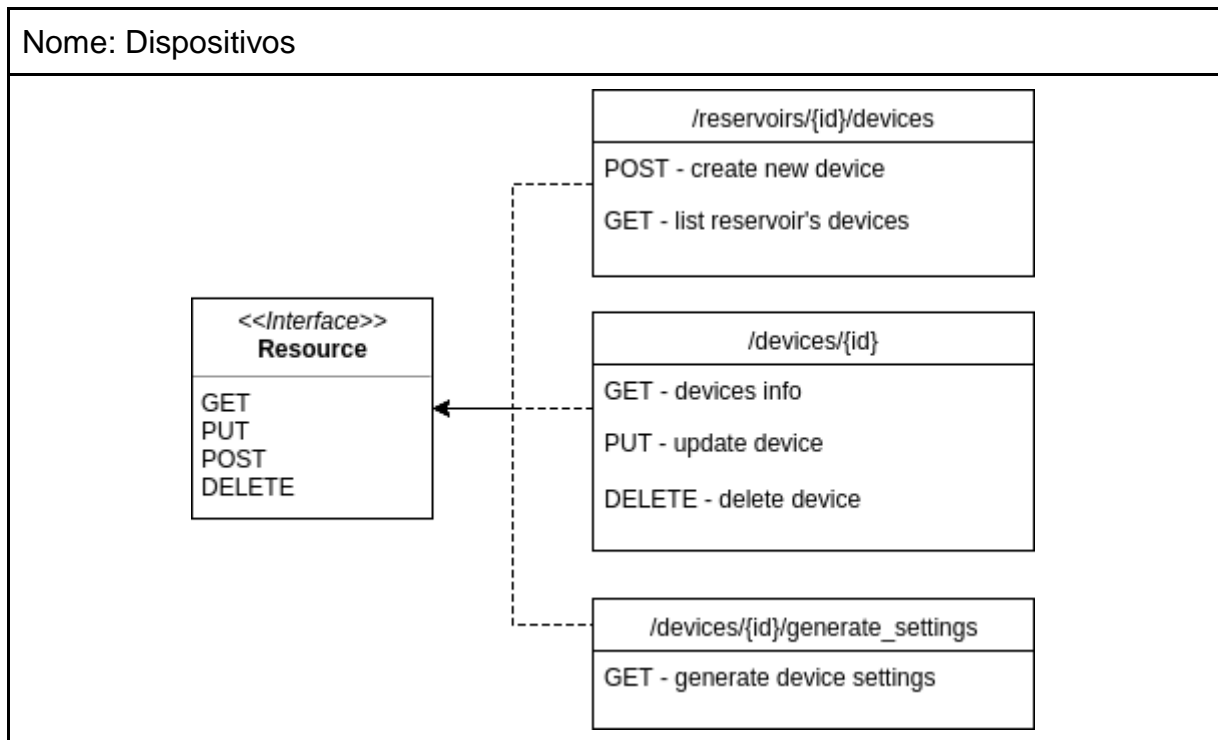 Nome: Dispositivos
/reservoirs/{id}/devices
POST - create new device
GET - list reservoir's devices
<<Interface>>
Resource
GET
PUT
POST
DELETE
/devices/{id}
GET - devices info
PUT - update device
DELETE - delete device
/devices/{id}/generate_settings
GET - generate device settings